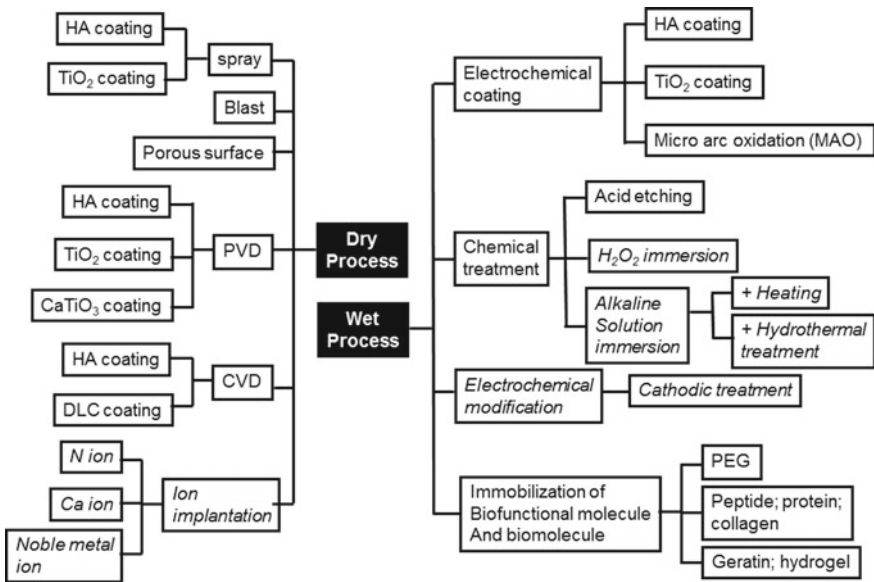 HA coating
TiO₂ coating
spray
Blast
Porous surface
HA coating
TiO₂ coating
CaTiO₃ coating
PVD
HA coating
DLC coating
CVD
N ion
Ca ion
Noble metal
ion
Ion
implantation
Dry
Process
Wet
Process
Electrochemical
coating
HA coating
TiO₂ coating
Micro arc oxidation (MAO)
Chemical
treatment
Acid etching
H₂O₂ immersion
Alkaline
Solution
immersion
+ Heating
+ Hydrothermal
treatment
Electrochemical
modification
Cathodic treatment
Immobilization of
Biofunctional molecule
And biomolecule
PEG
Peptide; protein;
collagen
Geratin; hydrogel